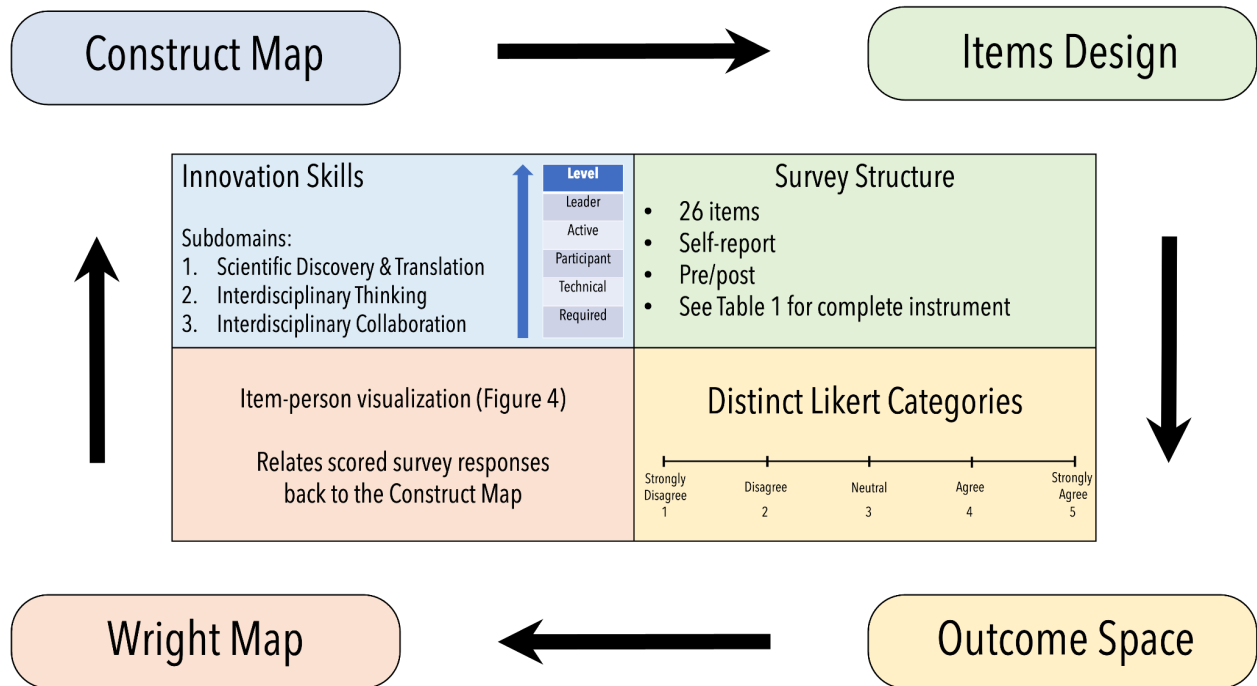 Construct Map
Items Design
Innovation Skills
Subdomains:
1. Scientific Discovery & Translation
2. Interdisciplinary Thinking
3. Interdisciplinary Collaboration
Level
Leader
Active
Participant
Technical
Required
Survey Structure
• 26 items
• Self-report
• Pre/post
• See Table 1 for complete instrument
Item-person visualization (Figure 4)
Relates scored survey responses
back to the Construct Map
Distinct Likert Categories
Strongly
Disagree
1
Disagree
2
Neutral
3
Agree
4
Strongly
Agree
5
Wright Map
Outcome Space